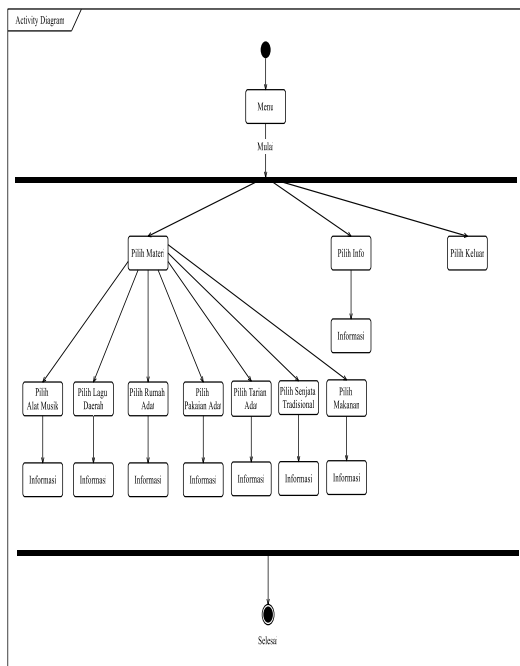 Activity Diagram
Menu
Mulai
Pilih Materi
Pilih Info
Pilih Keluar
Informasi
Pilih
Alat Musik
Pilih Lagu
Daerah
Pilih Rumah
Adat
Pilih
Pakaian Adat
Pilih Tarian
Adat
Pilih Senjata
Tradisional
Pilih
Makanan
Informasi
Informasi
Informasi
Informasi
Informasi
Informasi
Informasi
Selesai